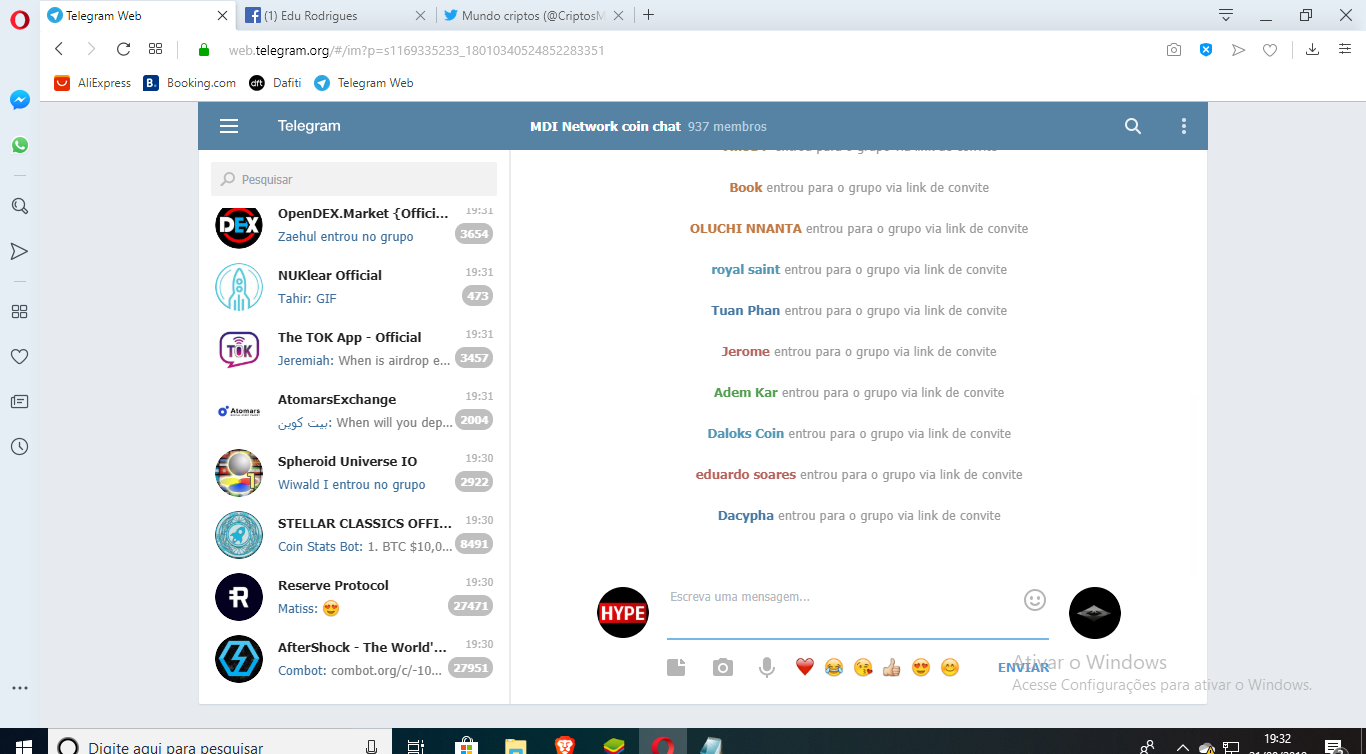 Telegram Web
(1) Edu Rodrigues
Mundo criptos (@CriptosM
web.telegram.org/#/im?p=s1169335233_18010340524852283351
AliExpress
B. Booking.com
dft Dafiti
Telegram Web
Telegram
MDI Network coin chat 937 membros
Pesquisar
DEX
OpenDEX.Market {Offici... 19:31
Zaehul entrou no grupo 3654
NUKlear Official 19:31
Tahir: GIF 473
TOK
The TOK App - Official 19:31
Jeremiah: When is airdrop e... 3457
Atomars
AtomarsExchange 19:31
بيت كوين: When will you dep... 2004
Spheroid Universe IO 19:30
Wiwald I entrou no grupo 2922
STELLAR CLASSICS OFFI... 19:30
Coin Stats Bot: 1. BTC $10,0... 8491
Reserve Protocol 19:30
Matiss: 😍 27471
AfterShock - The World'... 19:30
Combot: combot.org/c/-10... 27951
entrou para o grupo via link de convite
Book entrou para o grupo via link de convite
OLUCHI NNANTA entrou para o grupo via link de convite
royal saint entrou para o grupo via link de convite
Tuan Phan entrou para o grupo via link de convite
Jerome entrou para o grupo via link de convite
Adem Kar entrou para o grupo via link de convite
Daloks Coin entrou para o grupo via link de convite
eduardo soares entrou para o grupo via link de convite
Dacypha entrou para o grupo via link de convite
HYPE
Escreva uma mensagem...
ENVIAR
Ativar o Windows
Acesse Configurações para ativar o Windows.
Digite aqui para pesquisar
19:32